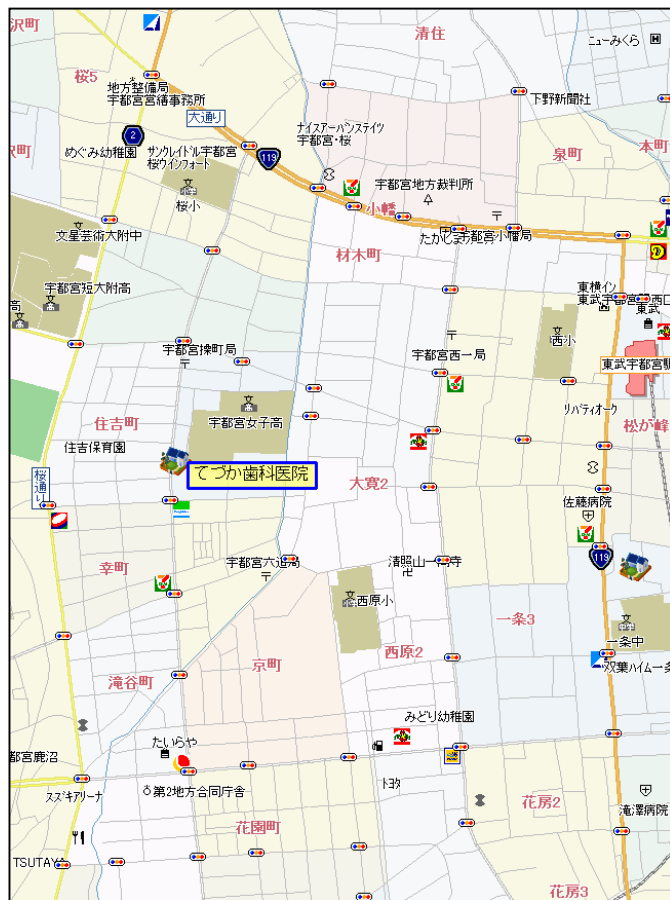 清住
ニューみくら
桜5
地方整備局
宇都宮営繕事務所
大通り
下野新聞社
ナイスアーバンステイツ
宇都宮・桜
2
めぐみ幼稚園
サンクレイドル宇都宮
桜ウインフォート
119
泉町
本町
桜小
宇都宮地方裁判所
小幡
宇都宮小幡局
文星芸術大附中
材木町
宇都宮短大附高
高
東横イン
東武宇都宮駅西口
東武
西小
宇都宮操町局
宇都宮西一局
東武宇都宮駅
住吉町
宇都宮女子高
リバティオーク
松が峰
住吉保育園
てづか歯科医院
桜通り
大寛2
佐藤病院
宇都宮六道局
119
幸町
西原小
一条3
一条中
京町
西原2
双葉ハイム一条
滝谷町
みどり幼稚園
たいらや
都宮鹿沼
スズキアリーナ
第2地方合同庁舎
トヨタ
花房2
滝澤病院
花園町
TSUTAYA
花房3